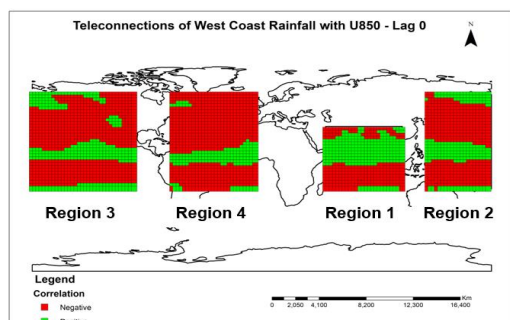 Teleconnections of West Coast Rainfall with U850 - Lag 0
N
Region 3 Region 4 Region 1 Region 2
Legend
Correlation
Negative
Km
0 2,050 4,100 8,200 12,300 16,400